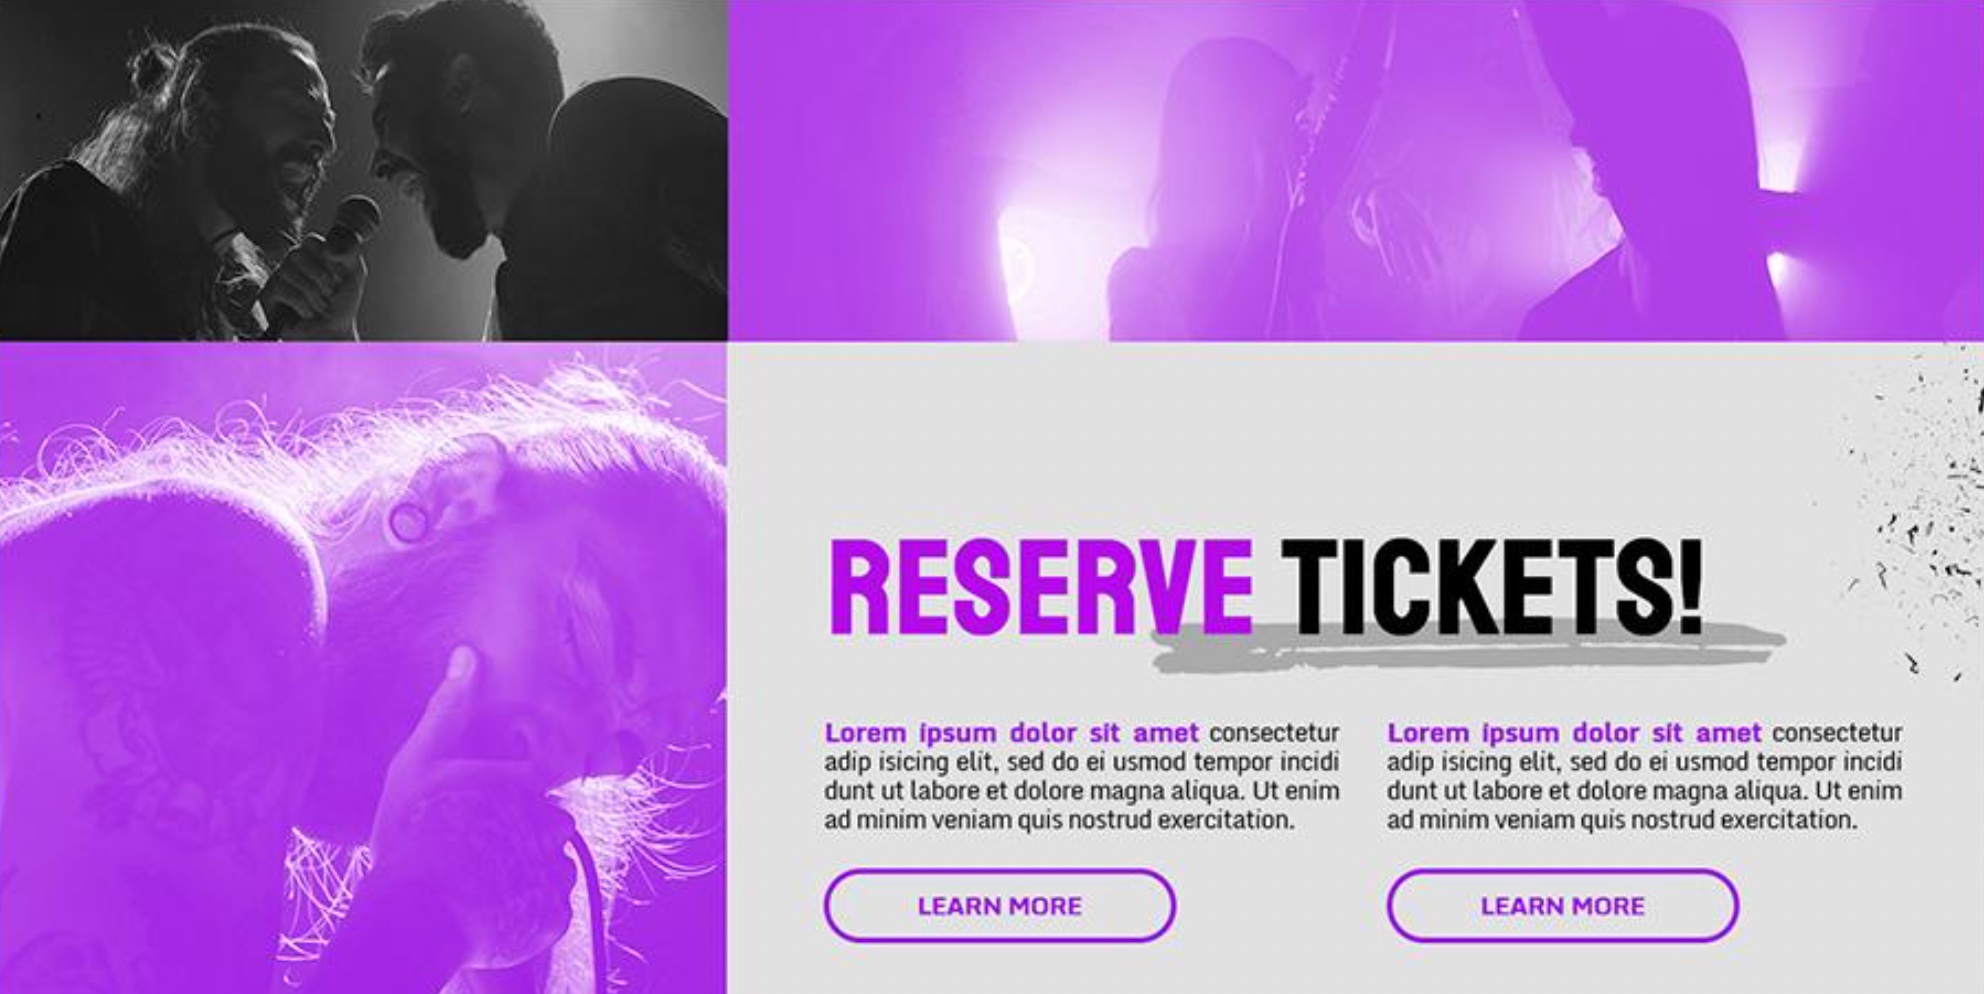 RESERVE TICKETS!
Lorem ipsum dolor sit amet consectetur
adip isicing elit, sed do ei usmod tempor incidi
dunt ut labore et dolore magna aliqua. Ut enim
ad minim veniam quis nostrud exercitation.
LEARN MORE
Lorem ipsum dolor sit amet consectetur
adip isicing elit, sed do ei usmod tempor incidi
dunt ut labore et dolore magna aliqua. Ut enim
ad minim veniam quis nostrud exercitation.
LEARN MORE